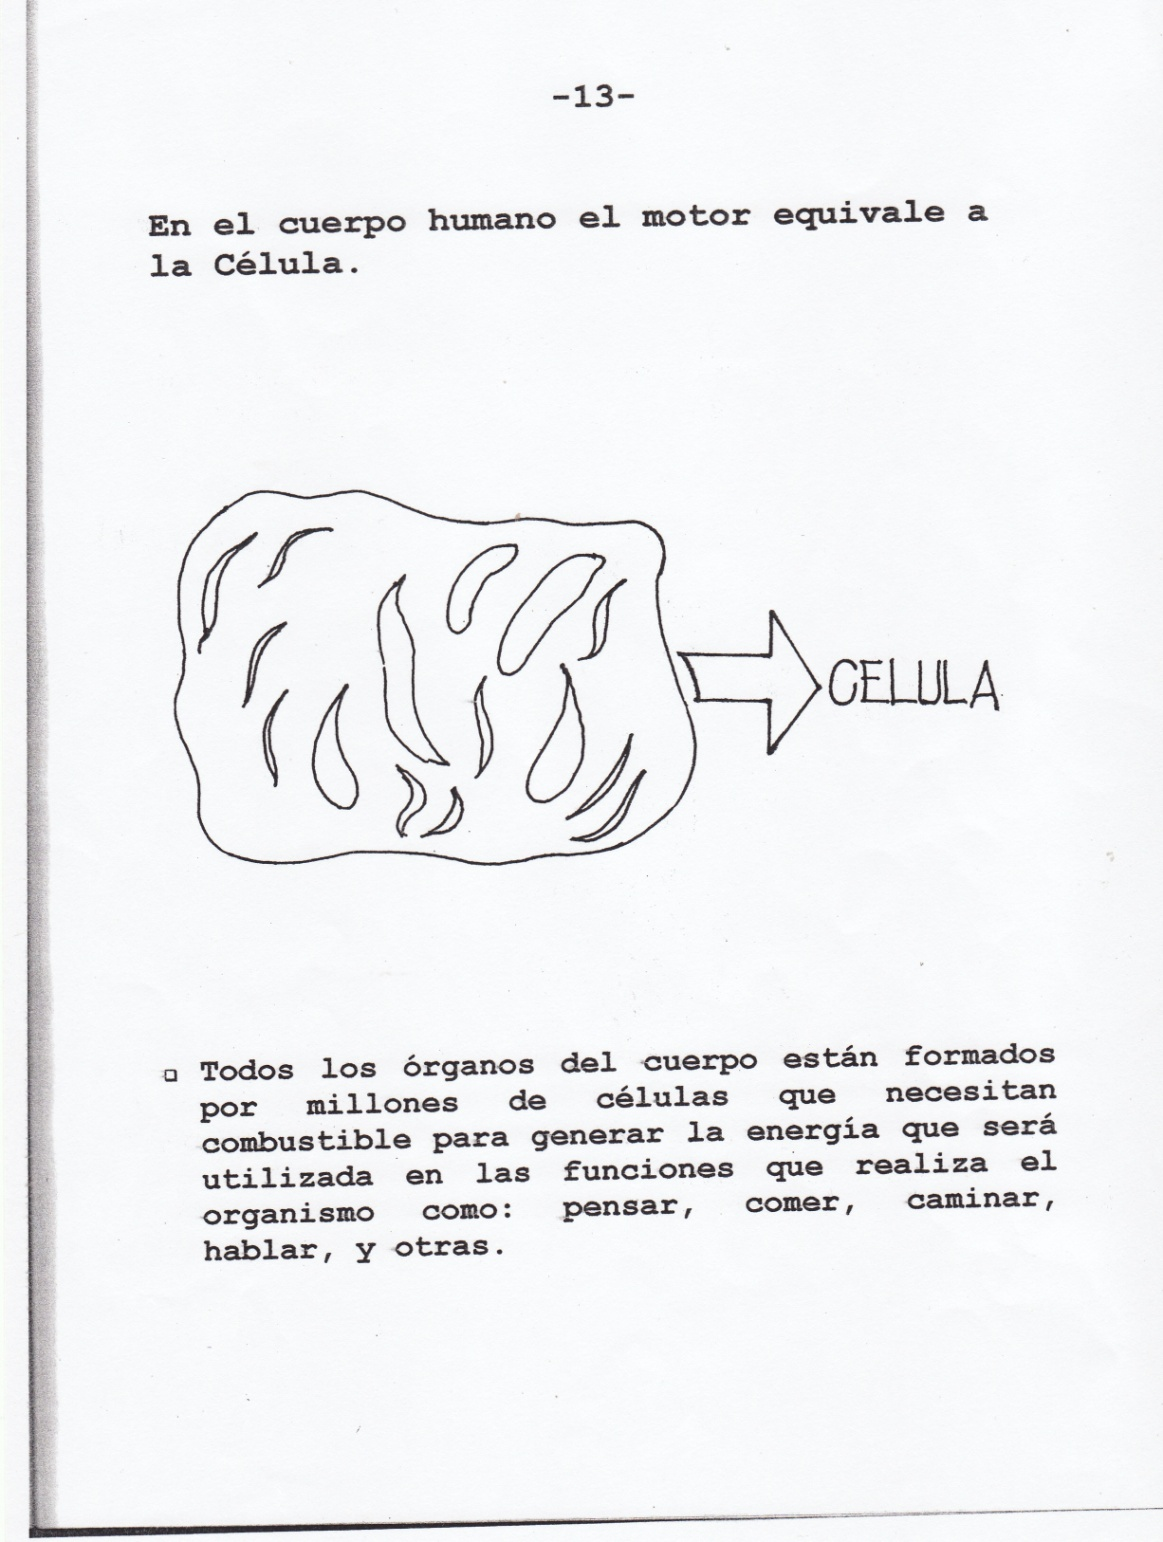 -13-
En el cuerpo humano el motor equivale a
la Célula.
CELULA
▫ Todos los órganos del cuerpo están formados
por millones de células que necesitan
combustible para generar la energía que será
utilizada en las funciones que realiza el
organismo como: pensar, comer, caminar,
hablar, y otras.